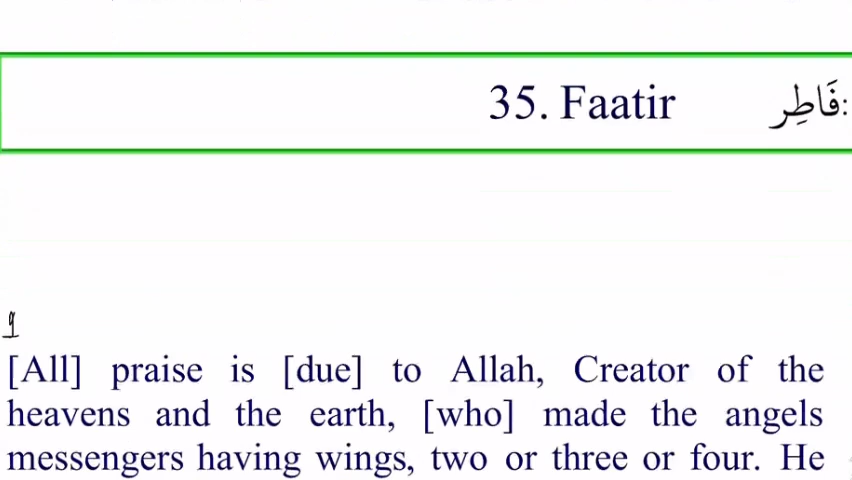 35. Faatir فَاطِر:
1
[All] praise is [due] to Allah, Creator of the
heavens and the earth, [who] made the angels
messengers having wings, two or three or four. He